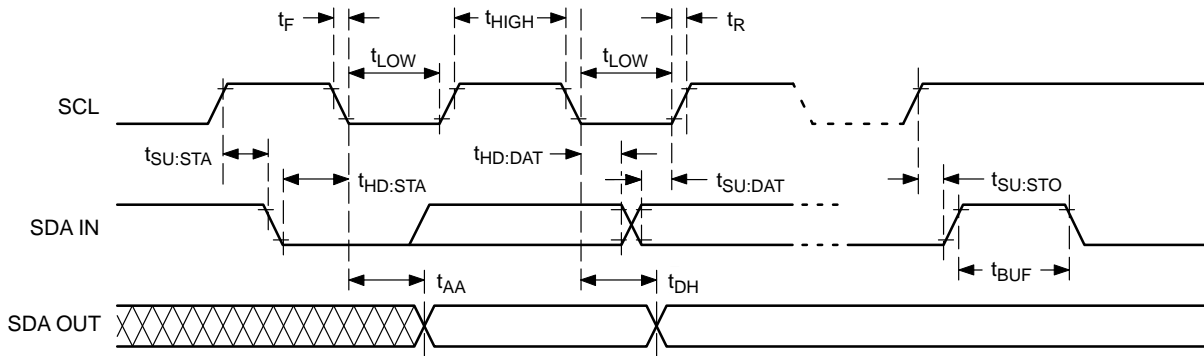 tF
tHIGH
tR
tLOW
tLOW
SCL
tSU:STA
tHD:DAT
tHD:STA
tSU:DAT
tSU:STO
SDA IN
tAA
tDH
tBUF
SDA OUT